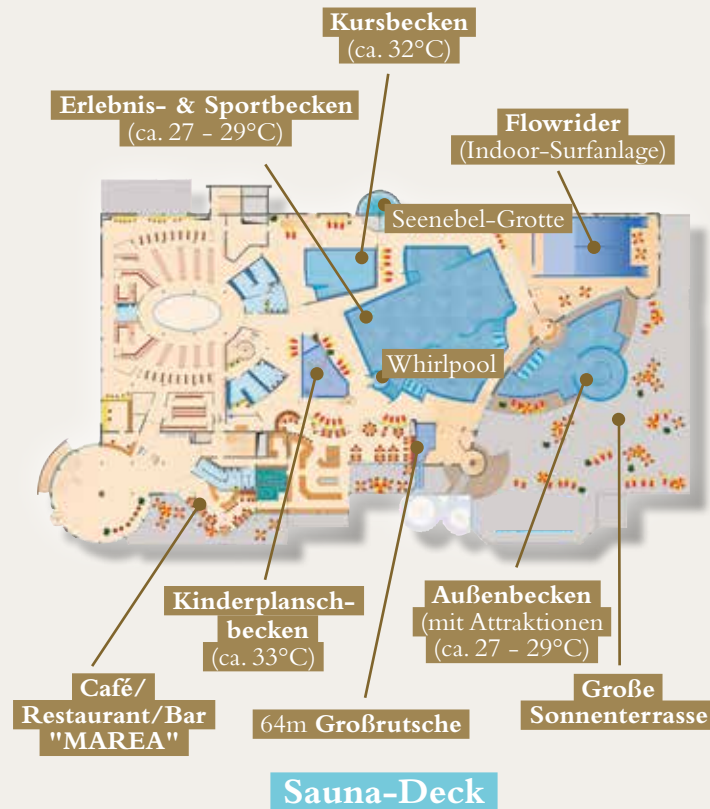 Kursbecken
(ca. 32°C)
Erlebnis- & Sportbecken
(ca. 27 - 29°C)
Flowrider
(Indoor-Surfanlage)
Seenebel-Grotte
Whirlpool
Kinderplansch-
becken
(ca. 33°C)
Außenbecken
(mit Attraktionen
(ca. 27 - 29°C)
Café/
Restaurant/Bar
"MAREA"
64m Großrutsche
Große
Sonnenterrasse
Sauna-Deck